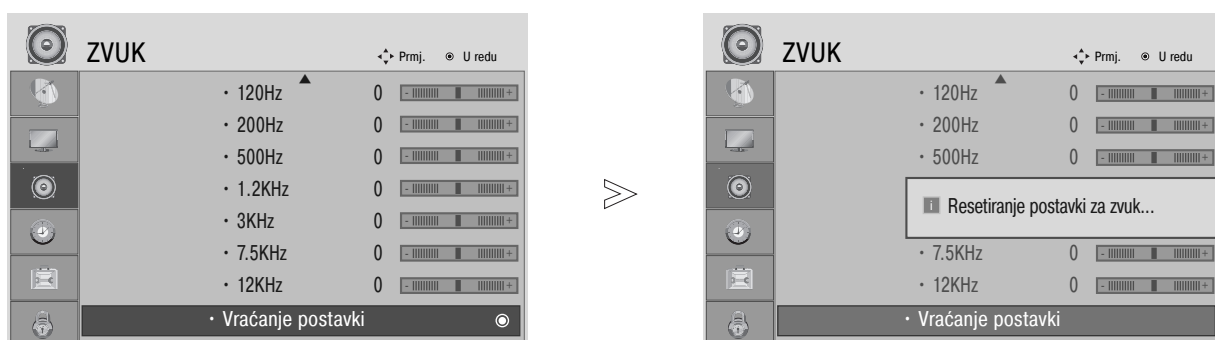 ZVUK
Prmj. U redu
• 120Hz 0 - +
• 200Hz 0 - +
• 500Hz 0 - +
• 1.2KHz 0 - +
• 3KHz 0 - +
• 7.5KHz 0 - +
• 12KHz 0 - +
• Vraćanje postavki
ZVUK
Prmj. U redu
• 120Hz 0 - +
• 200Hz 0 - +
• 500Hz 0 - +
i Resetiranje postavki za zvuk...
• 7.5KHz 0 - +
• 12KHz 0 - +
• Vraćanje postavki